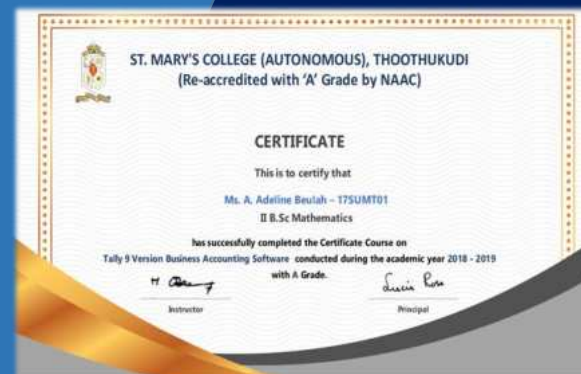 ST. MARY'S COLLEGE (AUTONOMOUS), THOOTHUKUDI
(Re-accredited with 'A' Grade by NAAC)
CERTIFICATE
This is to certify that
Ms. A. Adeline Beulah – 17SUMT01
II B.Sc Mathematics
has successfully completed the Certificate Course on
Tally 9 Version Business Accounting Software conducted during the academic year 2018 - 2019
with A Grade.
Lucia Rose
Instructor Principal